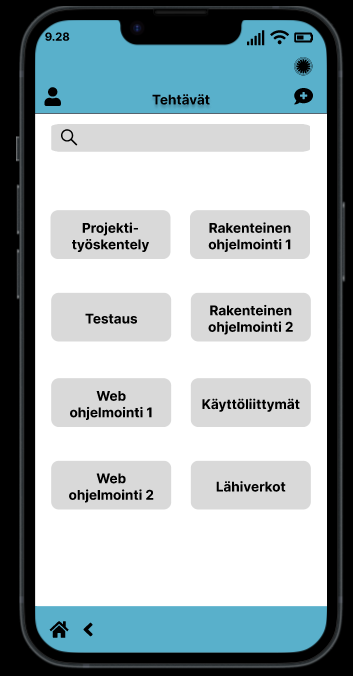 9.28
Tehtävät
Projekti-
työskentely
Rakenteinen
ohjelmointi 1
Testaus
Rakenteinen
ohjelmointi 2
Web
ohjelmointi 1
Käyttöliittymät
Web
ohjelmointi 2
Lähiverkot